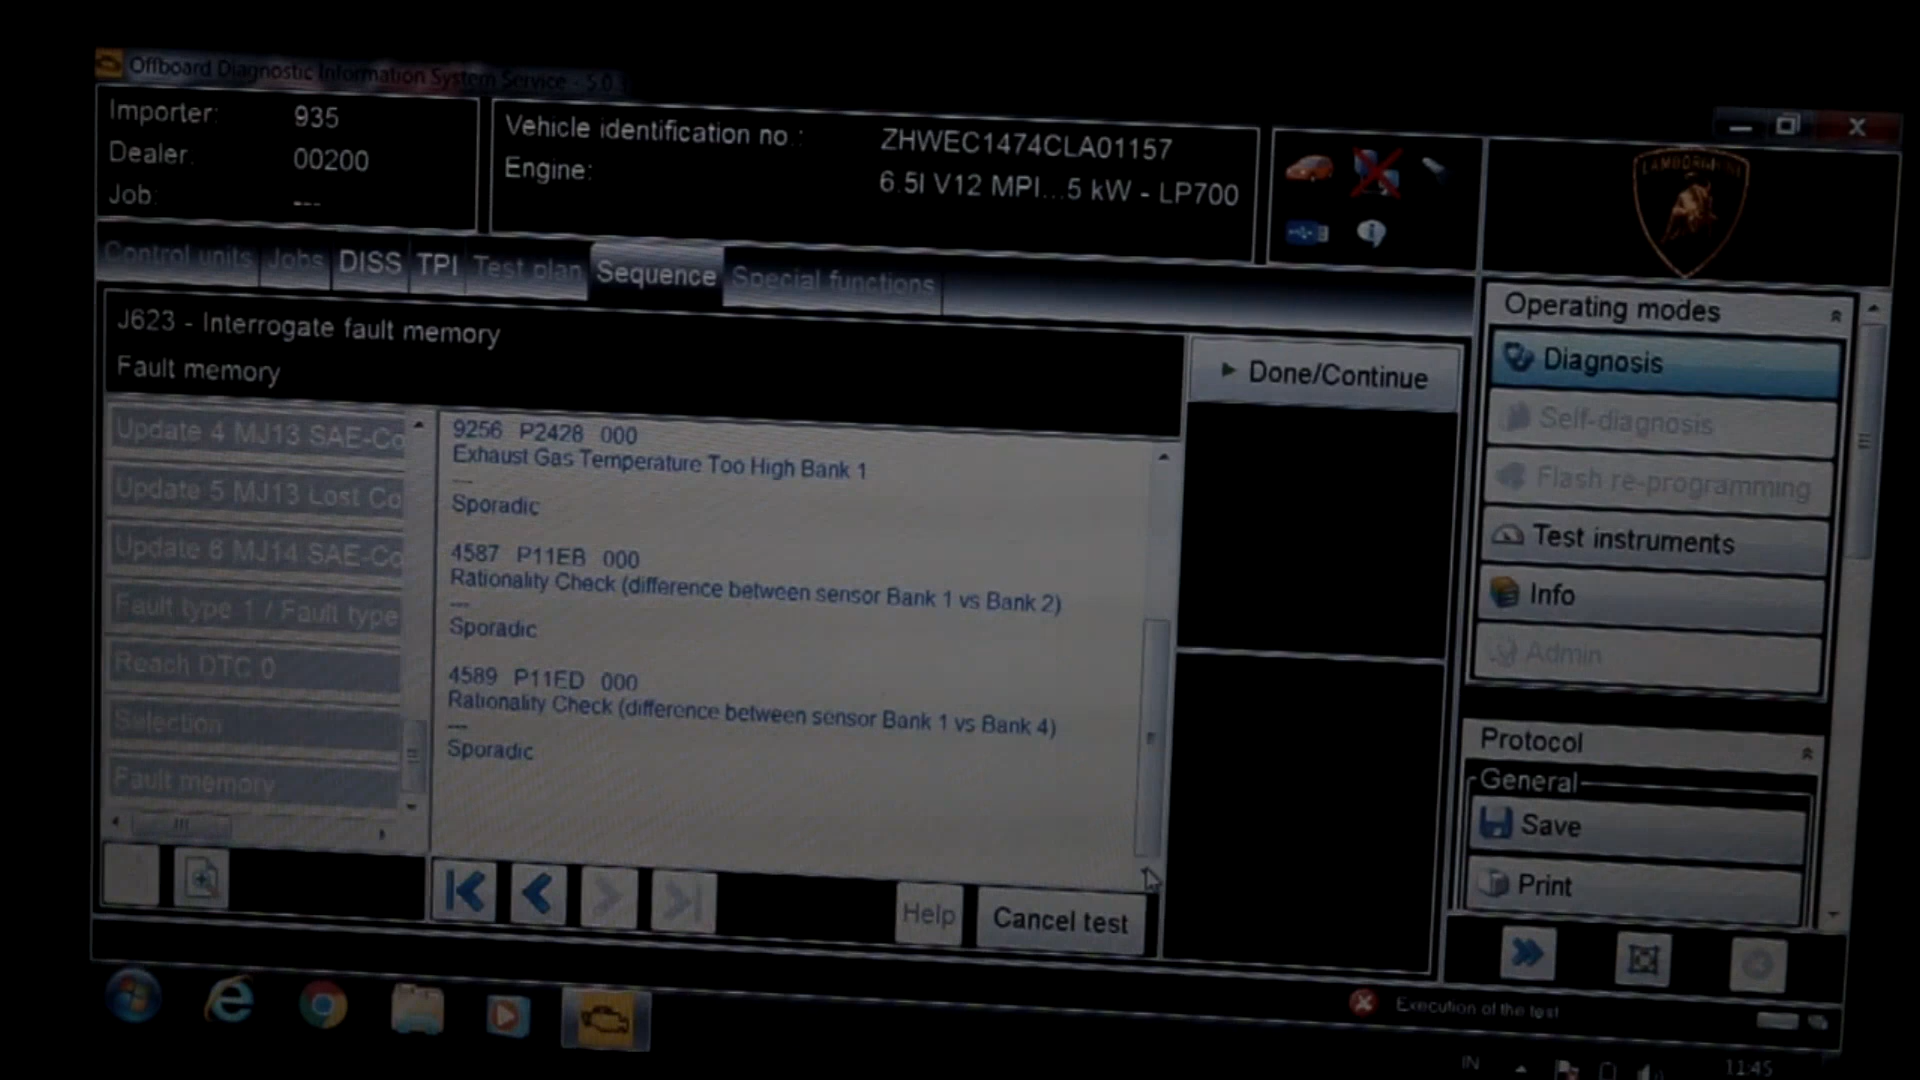 Offboard Diagnostic Information System Service - 5.0
Importer: 935
Dealer: 00200
Job: ---
Vehicle identification no.: ZHWEC1474CLA01157
Engine: 6.5l V12 MPI...5 kW - LP700
LAMBORGHINI
Control units Jobs DISS TPI Test plan Sequence Special functions
J623 - Interrogate fault memory
Fault memory
Update 4 MJ13 SAE-Co
Update 5 MJ13 Lost Co
Update 6 MJ14 SAE-Co
Fault type 1 / Fault type
Reach DTC 0
Selection
Fault memory
9256 P2428 000
Exhaust Gas Temperature Too High Bank 1
---
Sporadic
4587 P11EB 000
Rationality Check (difference between sensor Bank 1 vs Bank 2)
---
Sporadic
4589 P11ED 000
Rationality Check (difference between sensor Bank 1 vs Bank 4)
---
Sporadic
Help
Cancel test
Done/Continue
Operating modes
Diagnosis
Self-diagnosis
Flash re-programming
Test instruments
Info
Admin
Protocol
General
Save
Print
Execution of the test
IN
11:45